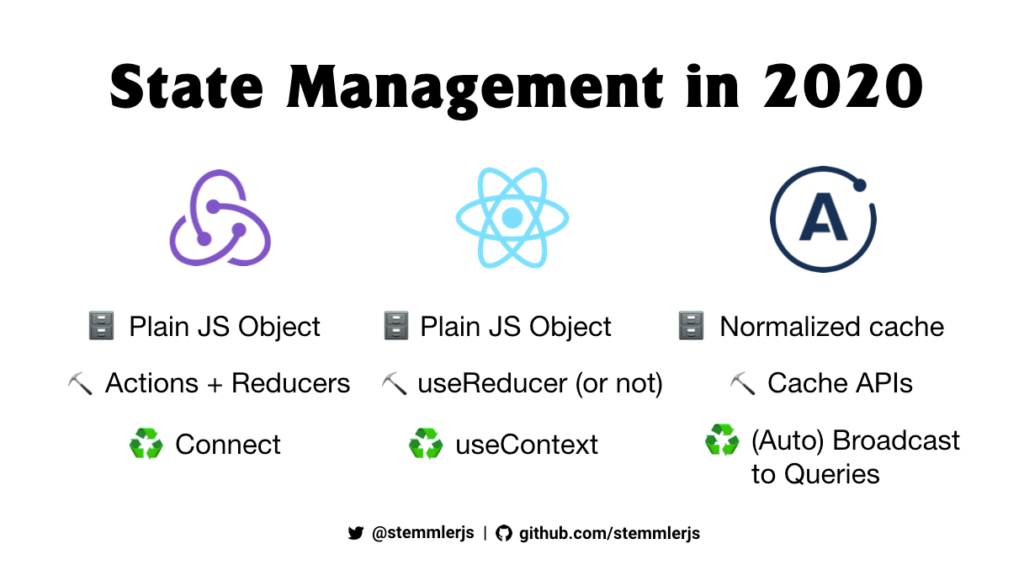 State Management in 2020
A
Plain JS Object
Actions + Reducers
Connect
Plain JS Object
useReducer (or not)
useContext
Normalized cache
Cache APIs
(Auto) Broadcast
to Queries
@stemmlerjs | github.com/stemmlerjs